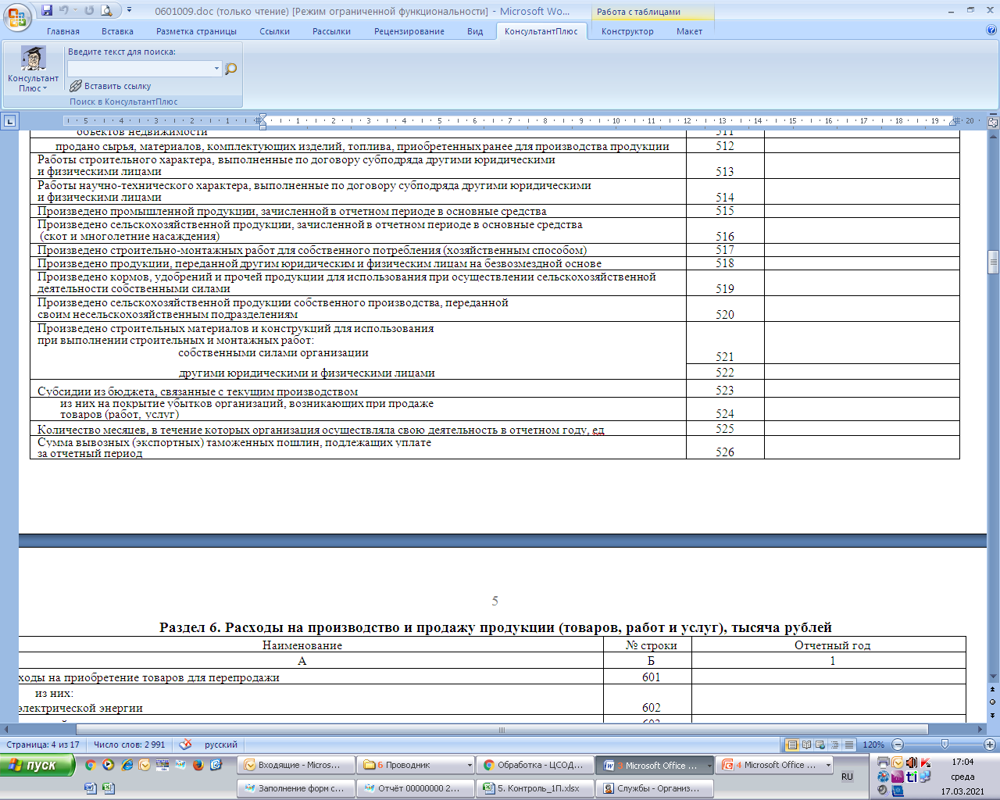 0601009.doc (только чтение) [Режим ограниченной функциональности] - Microsoft Wo...
Работа с таблицами
Главная Вставка Разметка страницы Ссылки Рассылки Рецензирование Вид КонсультантПлюс Конструктор Макет
Введите текст для поиска:
Консультант
Плюс
Вставить ссылку
Поиск в КонсультантПлюс
5 4 3 2 1 1 2 3 4 5 6 7 8 9 10 11 12 13 14 15 16 17 18 19 20
объектов недвижимости 511
продано сырья, материалов, комплектующих изделий, топлива, приобретенных ранее для производства продукции 512
Работы строительного характера, выполненные по договору субподряда другими юридическими
и физическими лицами 513
Работы научно-технического характера, выполненные по договору субподряда другими юридическими
и физическими лицами 514
Произведено промышленной продукции, зачисленной в отчетном периоде в основные средства 515
Произведено сельскохозяйственной продукции, зачисленной в отчетном периоде в основные средства
(скот и многолетние насаждения) 516
Произведено строительно-монтажных работ для собственного потребления (хозяйственным способом) 517
Произведено продукции, переданной другим юридическим и физическим лицам на безвозмездной основе 518
Произведено кормов, удобрений и прочей продукции для использования при осуществлении сельскохозяйственной
деятельности собственными силами 519
Произведено сельскохозяйственной продукции собственного производства, переданной
своим несельскохозяйственным подразделениям 520
Произведено строительных материалов и конструкций для использования
при выполнении строительных и монтажных работ:
собственными силами организации 521
другими юридическими и физическими лицами 522
Субсидии из бюджета, связанные с текущим производством 523
из них на покрытие убытков организаций, возникающих при продаже
товаров (работ, услуг) 524
Количество месяцев, в течение которых организация осуществляла свою деятельность в отчетном году, ед 525
Сумма вывозных (экспортных) таможенных пошлин, подлежащих уплате
за отчетный период 526
5
Раздел 6. Расходы на производство и продажу продукции (товаров, работ и услуг), тысяча рублей
Наименование № строки Отчетный год
А Б 1
ходы на приобретение товаров для перепродажи 601
из них:
электрической энергии 602
603
Страница: 4 из 17 Число слов: 2 991 русский 120%
пуск Входящие - Micros... 6 Проводник Обработка - ЦСОД... 3 Microsoft Office ... 4 Microsoft Office ... RU 17:04
среда
Заполнение форм с... Отчёт 00000000 2... 5. Контроль_1П.xlsx Службы - Организ... 17.03.2021